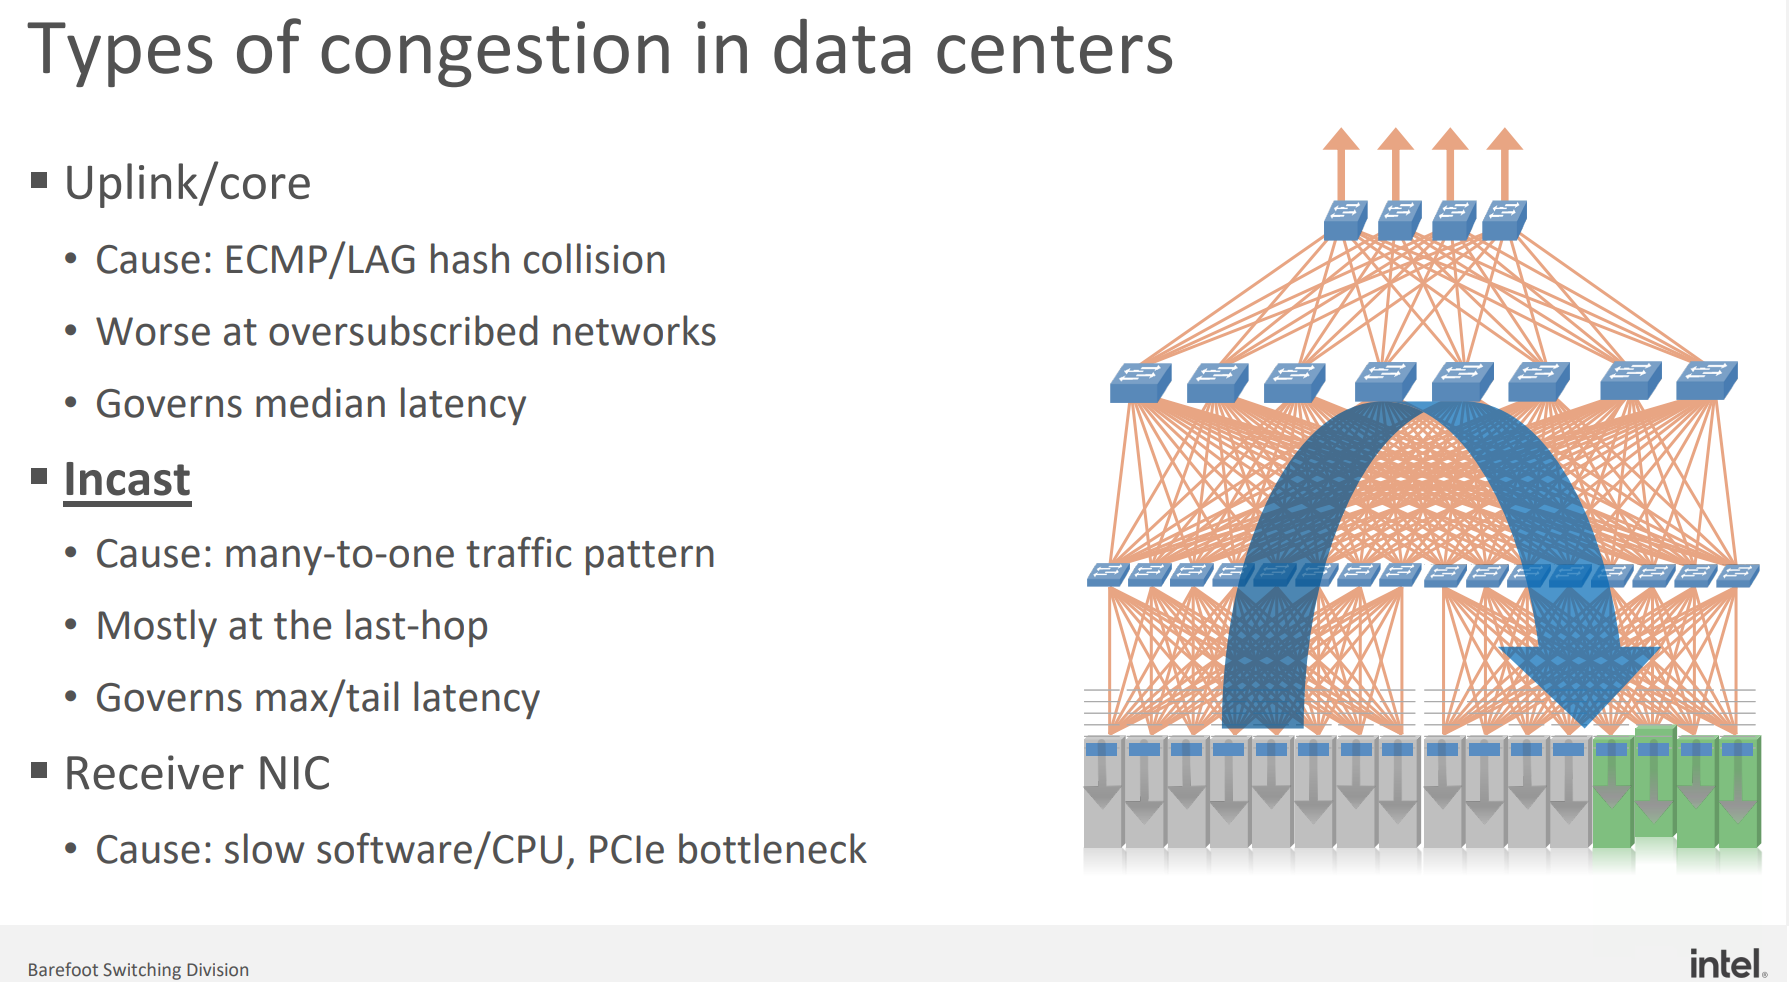 Types of congestion in data centers
▪ Uplink/core
• Cause: ECMP/LAG hash collision
• Worse at oversubscribed networks
• Governs median latency
▪ Incast
• Cause: many-to-one traffic pattern
• Mostly at the last-hop
• Governs max/tail latency
▪ Receiver NIC
• Cause: slow software/CPU, PCIe bottleneck
Barefoot Switching Division
intel®